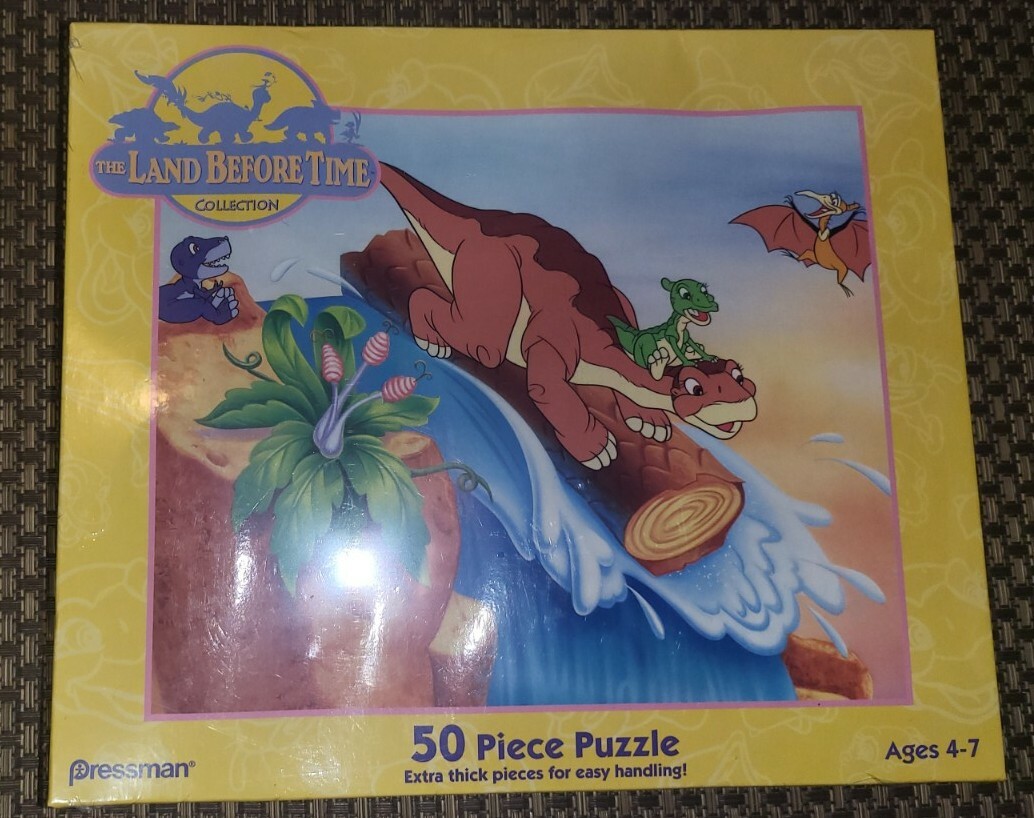 THE LAND BEFORE TIME
COLLECTION
50 Piece Puzzle
Extra thick pieces for easy handling!
Pressman®
Ages 4-7